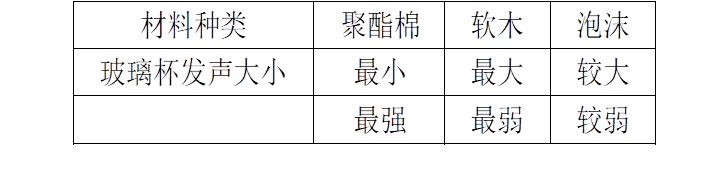 材料种类 聚酯棉 软木 泡沫
玻璃杯发声大小 最小 最大 较大
最强 最弱 较弱